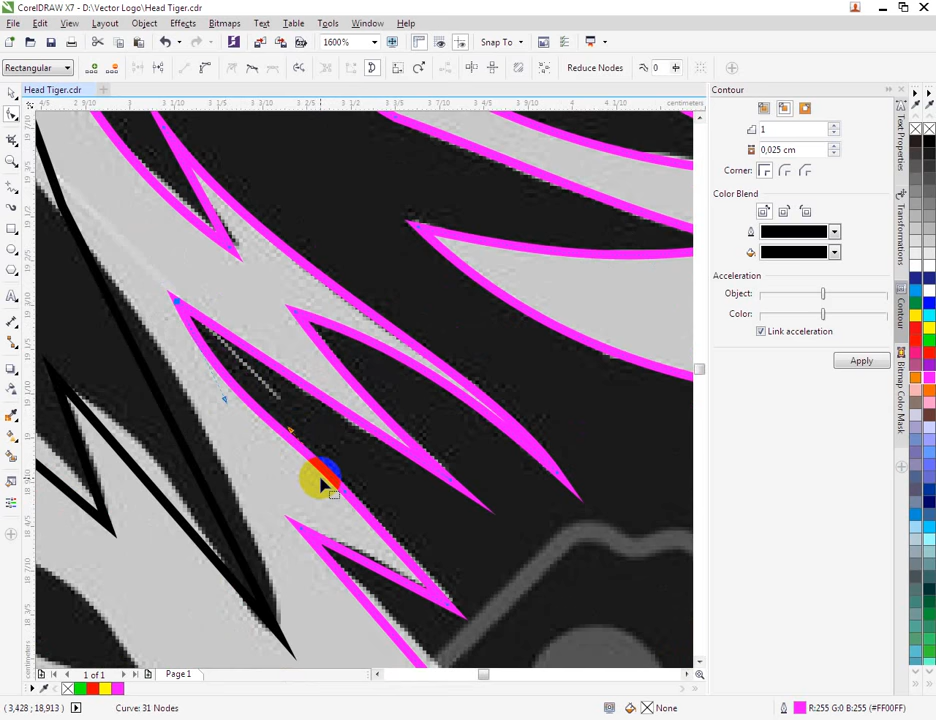 CorelDRAW X7 - D:\Vector Logo\Head Tiger.cdr
File Edit View Layout Object Effects Bitmaps Text Table Tools Window Help
1600% Snap To
Rectangular Reduce Nodes 0
Head Tiger.cdr
centimeters
Contour
1
0,025 cm
Corner:
Color Blend
Acceleration
Object:
Color:
Link acceleration
Apply
Text Properties
Transformations
Contour
Bitmap Color Mask
centimeters
1 of 1 Page 1
(3,428 ; 18,913) Curve: 31 Nodes None R:255 G:0 B:255 (#FF00FF)